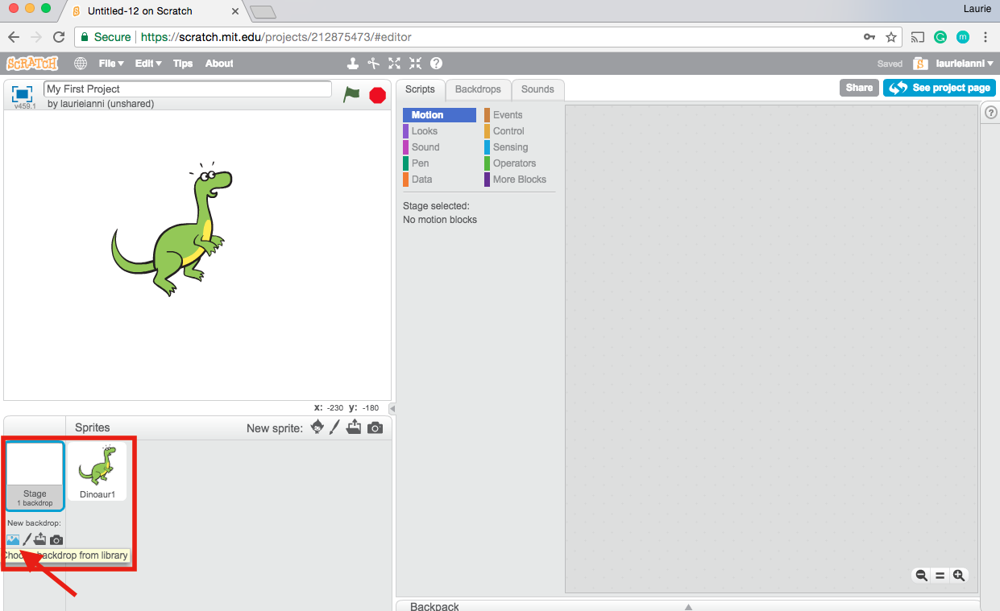 Laurie
Untitled-12 on Scratch
Secure https://scratch.mit.edu/projects/212875473/#editor
SCRATCH File Edit Tips About Saved laurieianni
v459.1 My First Project
by laurieianni (unshared)
Scripts Backdrops Sounds Share See project page
Motion Events
Looks Control
Sound Sensing
Pen Operators
Data More Blocks
Stage selected:
No motion blocks
x: -230 y: -180
Sprites New sprite:
Stage
1 backdrop
Dinoaur1
New backdrop:
backdrop from library
Backpack